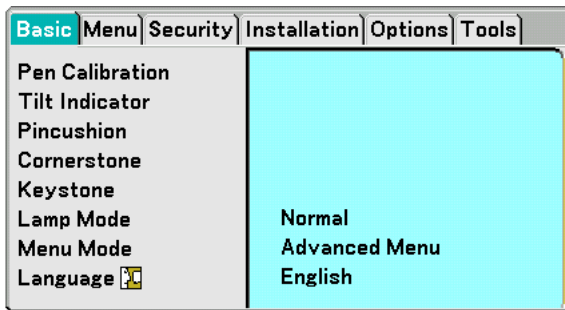 Basic Menu Security Installation Options Tools
Pen Calibration
Tilt Indicator
Pincushion
Cornerstone
Keystone
Lamp Mode Normal
Menu Mode Advanced Menu
Language English